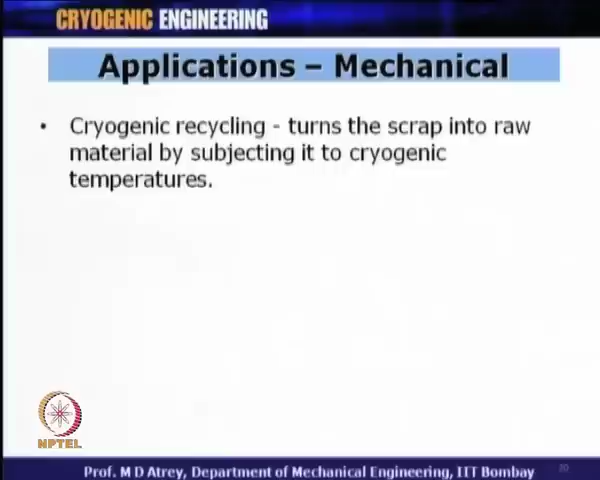 CRYOGENIC ENGINEERING
Applications – Mechanical
• Cryogenic recycling - turns the scrap into raw
material by subjecting it to cryogenic
temperatures.
NPTEL
Prof. M D Atrey, Department of Mechanical Engineering, IIT Bombay
20